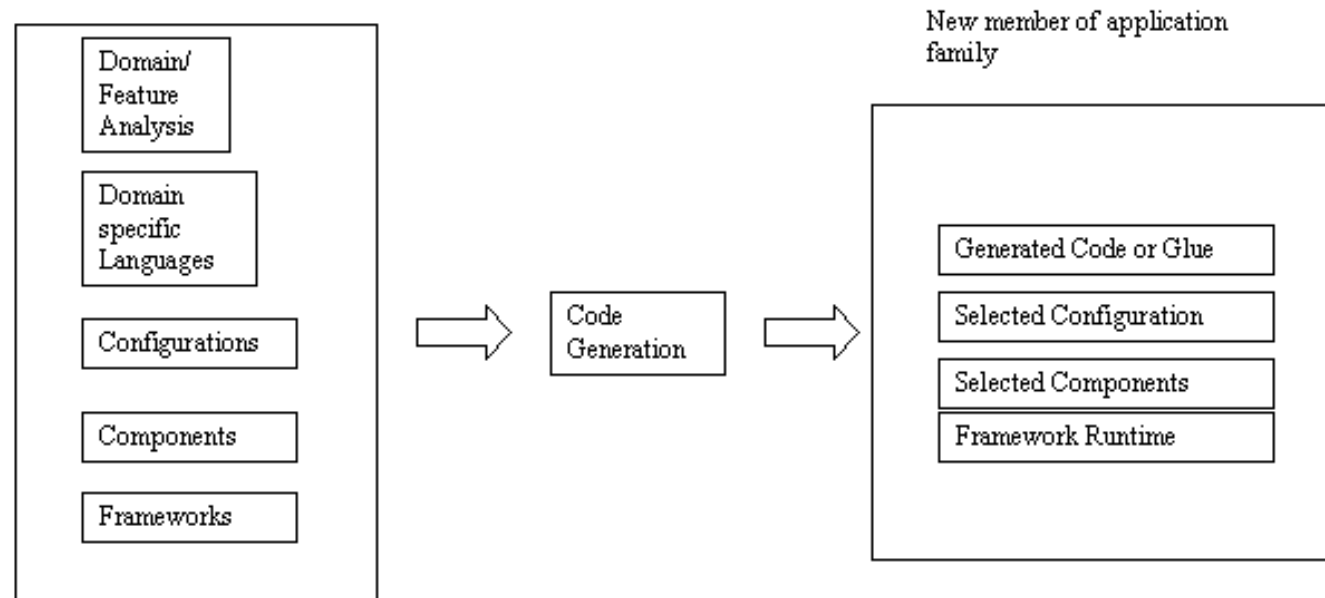 Domain/
Feature
Analysis
Domain
specific
Languages
Configurations
Components
Frameworks
Code
Generation
New member of application
family
Generated Code or Glue
Selected Configuration
Selected Components
Framework Runtime